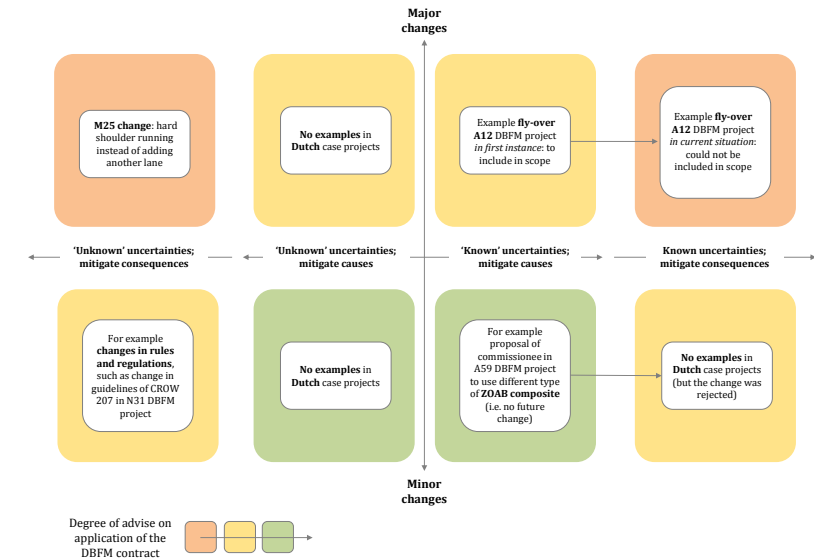 Major
changes
M25 change: hard
shoulder running
instead of adding
another lane
No examples in
Dutch case projects
Example fly-over
A12 DBFM project
in first instance: to
include in scope
Example fly-over
A12 DBFM project
in current situation:
could not be
included in scope
'Unknown' uncertainties;
mitigate consequences
'Unknown' uncertainties;
mitigate causes
'Known' uncertainties;
mitigate causes
Known uncertainties;
mitigate consequences
For example
changes in rules
and regulations,
such as change in
guidelines of CROW
207 in N31 DBFM
project
No examples in
Dutch case projects
For example
proposal of
commissionee in
A59 DBFM project
to use different type
of ZOAB composite
(i.e. no future
change)
No examples in
Dutch case projects
(but the change was
rejected)
Minor
changes
Degree of advise on
application of the
DBFM contract